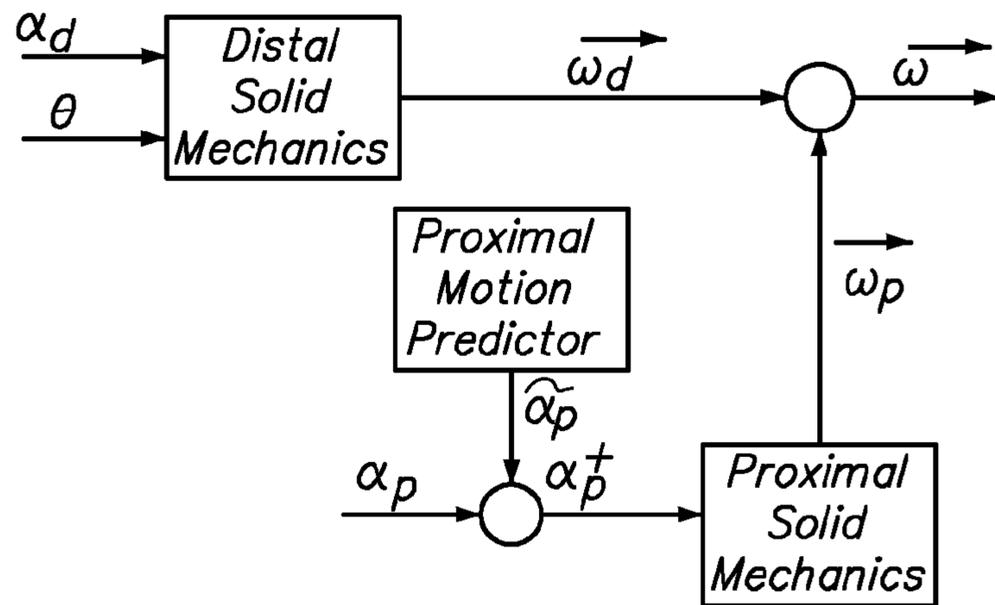 α_d
θ
Distal
Solid
Mechanics
ω_d
ω
Proximal
Motion
Predictor
ω_p
α̃_p
α_p
α_p^+
Proximal
Solid
Mechanics